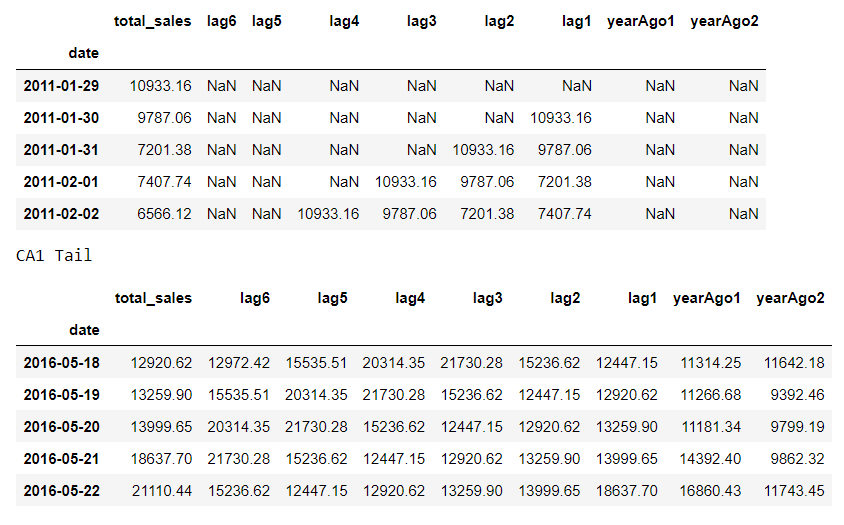 total_sales lag6 lag5 lag4 lag3 lag2 lag1 yearAgo1 yearAgo2
date
2011-01-29 10933.16 NaN NaN NaN NaN NaN NaN NaN NaN
2011-01-30 9787.06 NaN NaN NaN NaN NaN 10933.16 NaN NaN
2011-01-31 7201.38 NaN NaN NaN NaN 10933.16 9787.06 NaN NaN
2011-02-01 7407.74 NaN NaN NaN 10933.16 9787.06 7201.38 NaN NaN
2011-02-02 6566.12 NaN NaN 10933.16 9787.06 7201.38 7407.74 NaN NaN
CA1 Tail
total_sales lag6 lag5 lag4 lag3 lag2 lag1 yearAgo1 yearAgo2
date
2016-05-18 12920.62 12972.42 15535.51 20314.35 21730.28 15236.62 12447.15 11314.25 11642.18
2016-05-19 13259.90 15535.51 20314.35 21730.28 15236.62 12447.15 12920.62 11266.68 9392.46
2016-05-20 13999.65 20314.35 21730.28 15236.62 12447.15 12920.62 13259.90 11181.34 9799.19
2016-05-21 18637.70 21730.28 15236.62 12447.15 12920.62 13259.90 13999.65 14392.40 9862.32
2016-05-22 21110.44 15236.62 12447.15 12920.62 13259.90 13999.65 18637.70 16860.43 11743.45